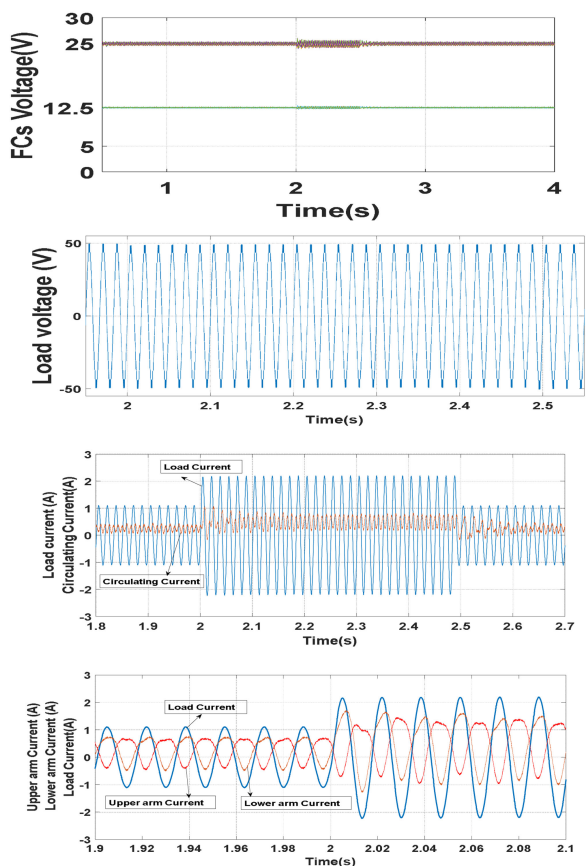 30
25
12.5
5
0
FCs Voltage(V)
1 2 3 4
Time(s)
50
0
-50
Load voltage (V)
2 2.1 2.2 2.3 2.4 2.5
Time(s)
3
2
1
0
-1
-2
-3
Load current (A)
Circulating Current(A)
Load Current
Circulating Current
1.8 1.9 2 2.1 2.2 2.3 2.4 2.5 2.6 2.7
Time(s)
3
2
1
0
-1
-2
-3
Upper arm Current (A)
Lower arm Current (A)
Load Current(A)
Load Current
Upper arm Current
Lower arm Current
1.9 1.92 1.94 1.96 1.98 2 2.02 2.04 2.06 2.08 2.1
Time(s)